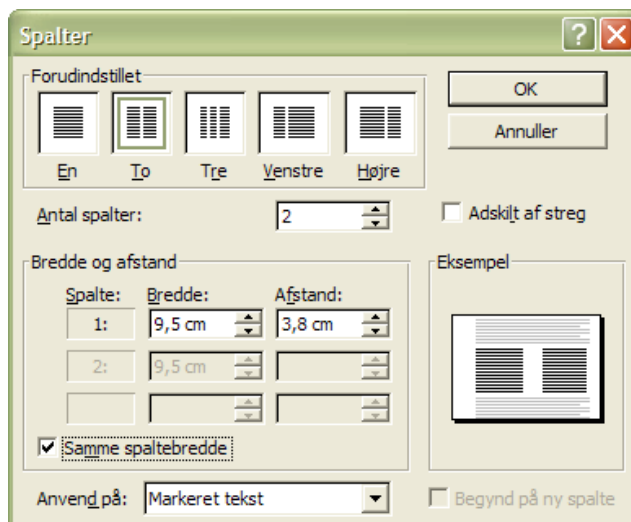 Spalter
Forudindstillet
En To Tre Venstre Højre
OK
Annuller
Antal spalter: 2
Adskilt af streg
Bredde og afstand
Spalte: Bredde: Afstand:
1: 9,5 cm 3,8 cm
2: 9,5 cm
Samme spaltebredde
Eksempel
Anvend på: Markeret tekst
Begynd på ny spalte